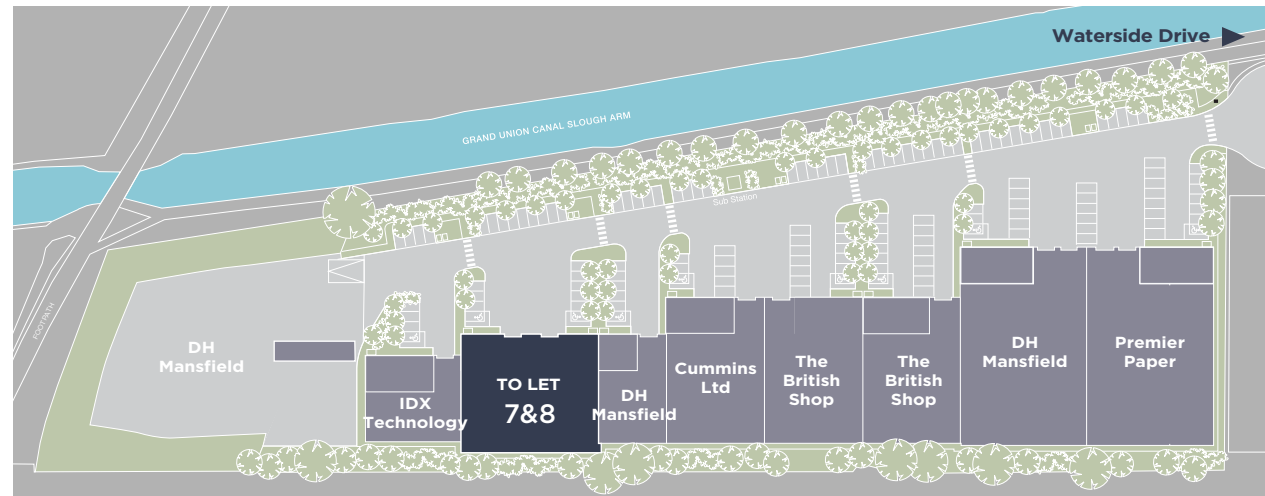 Waterside Drive
GRAND UNION CANAL SLOUGH ARM
Sub Station
FOOTPATH
DH
Mansfield
IDX
Technology
TO LET
7&8
DH
Mansfield
Cummins
Ltd
The
British
Shop
The
British
Shop
DH
Mansfield
Premier
Paper